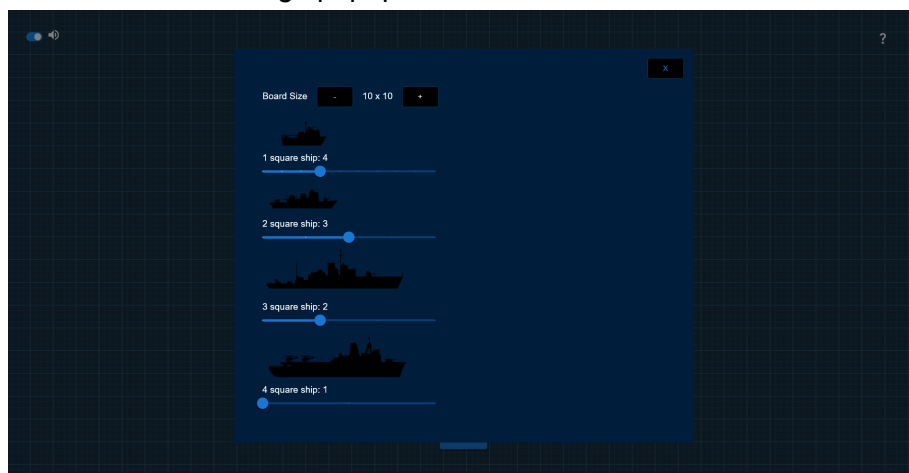 ?
X
Board Size - 10 x 10 +
1 square ship: 4
2 square ship: 3
3 square ship: 2
4 square ship: 1